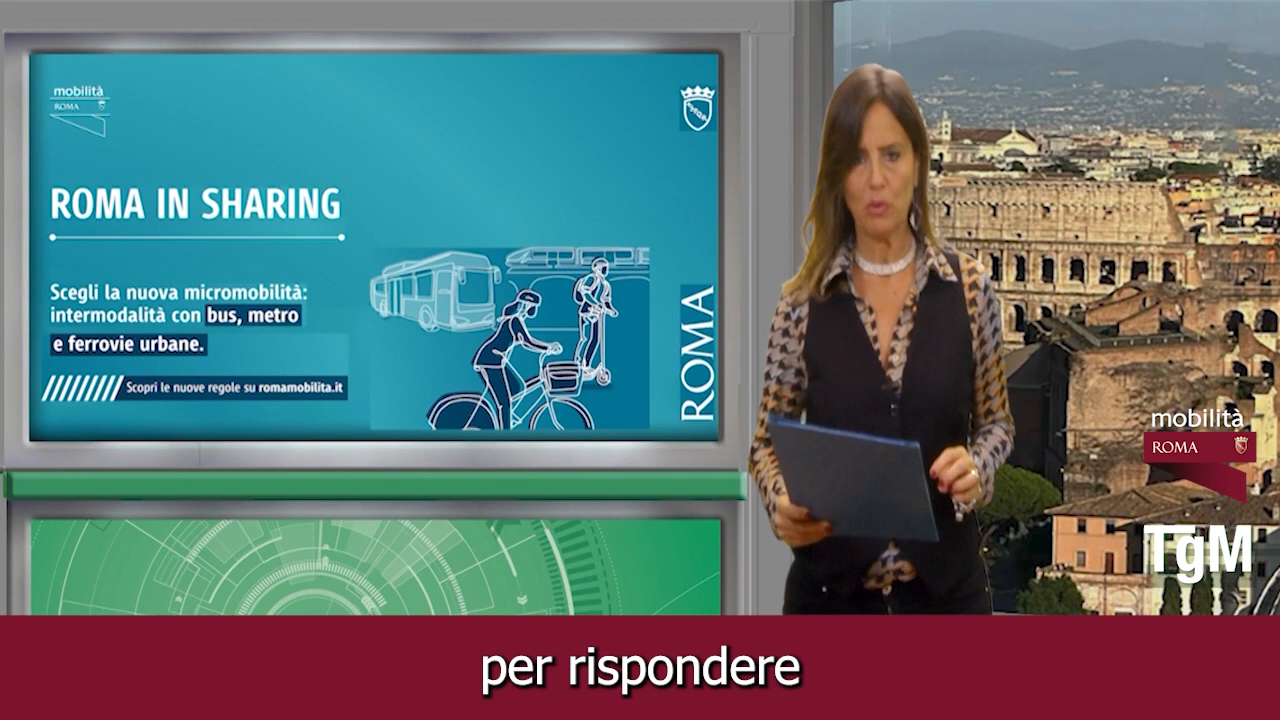 mobilità
ROMA
ROMA IN SHARING
Scegli la nuova micromobilità:
intermodalità con bus, metro
e ferrovie urbane.
Scopri le nuove regole su romamobilita.it
ROMA
mobilità
ROMA
TgM
per rispondere